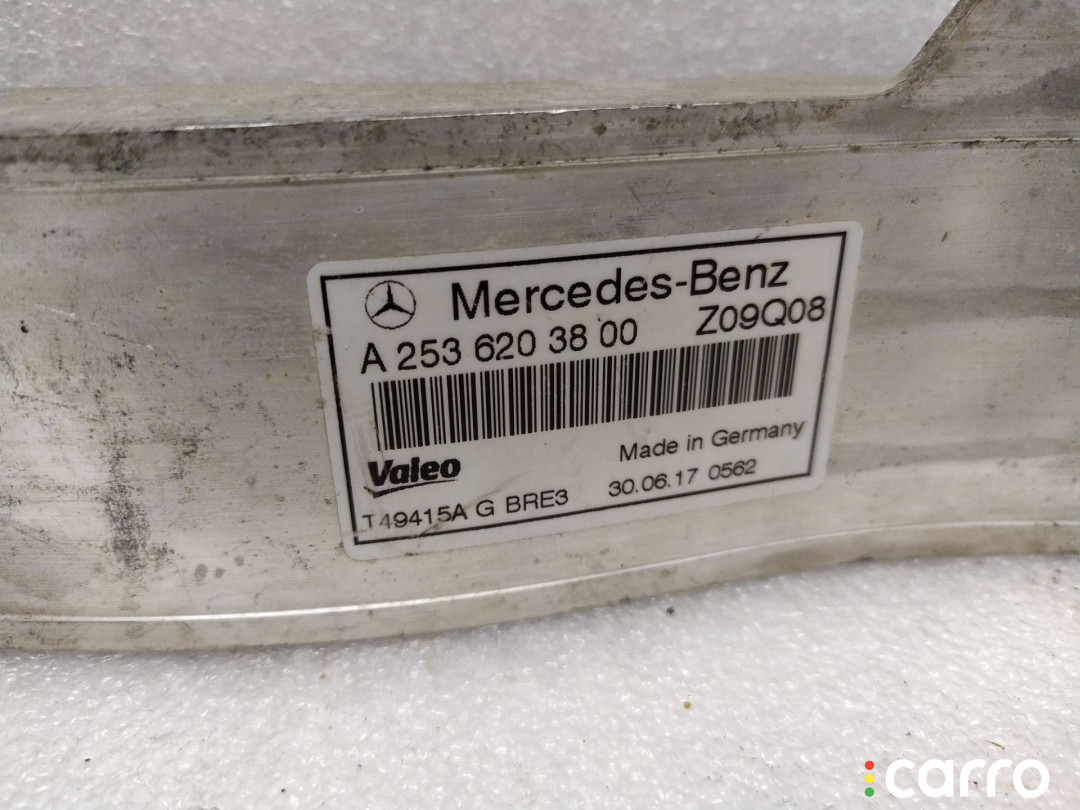 Mercedes-Benz
A 253 620 38 00 Z09Q08
Valeo
Made in Germany
T49415A G BRE3 30.06.17 0562
carro